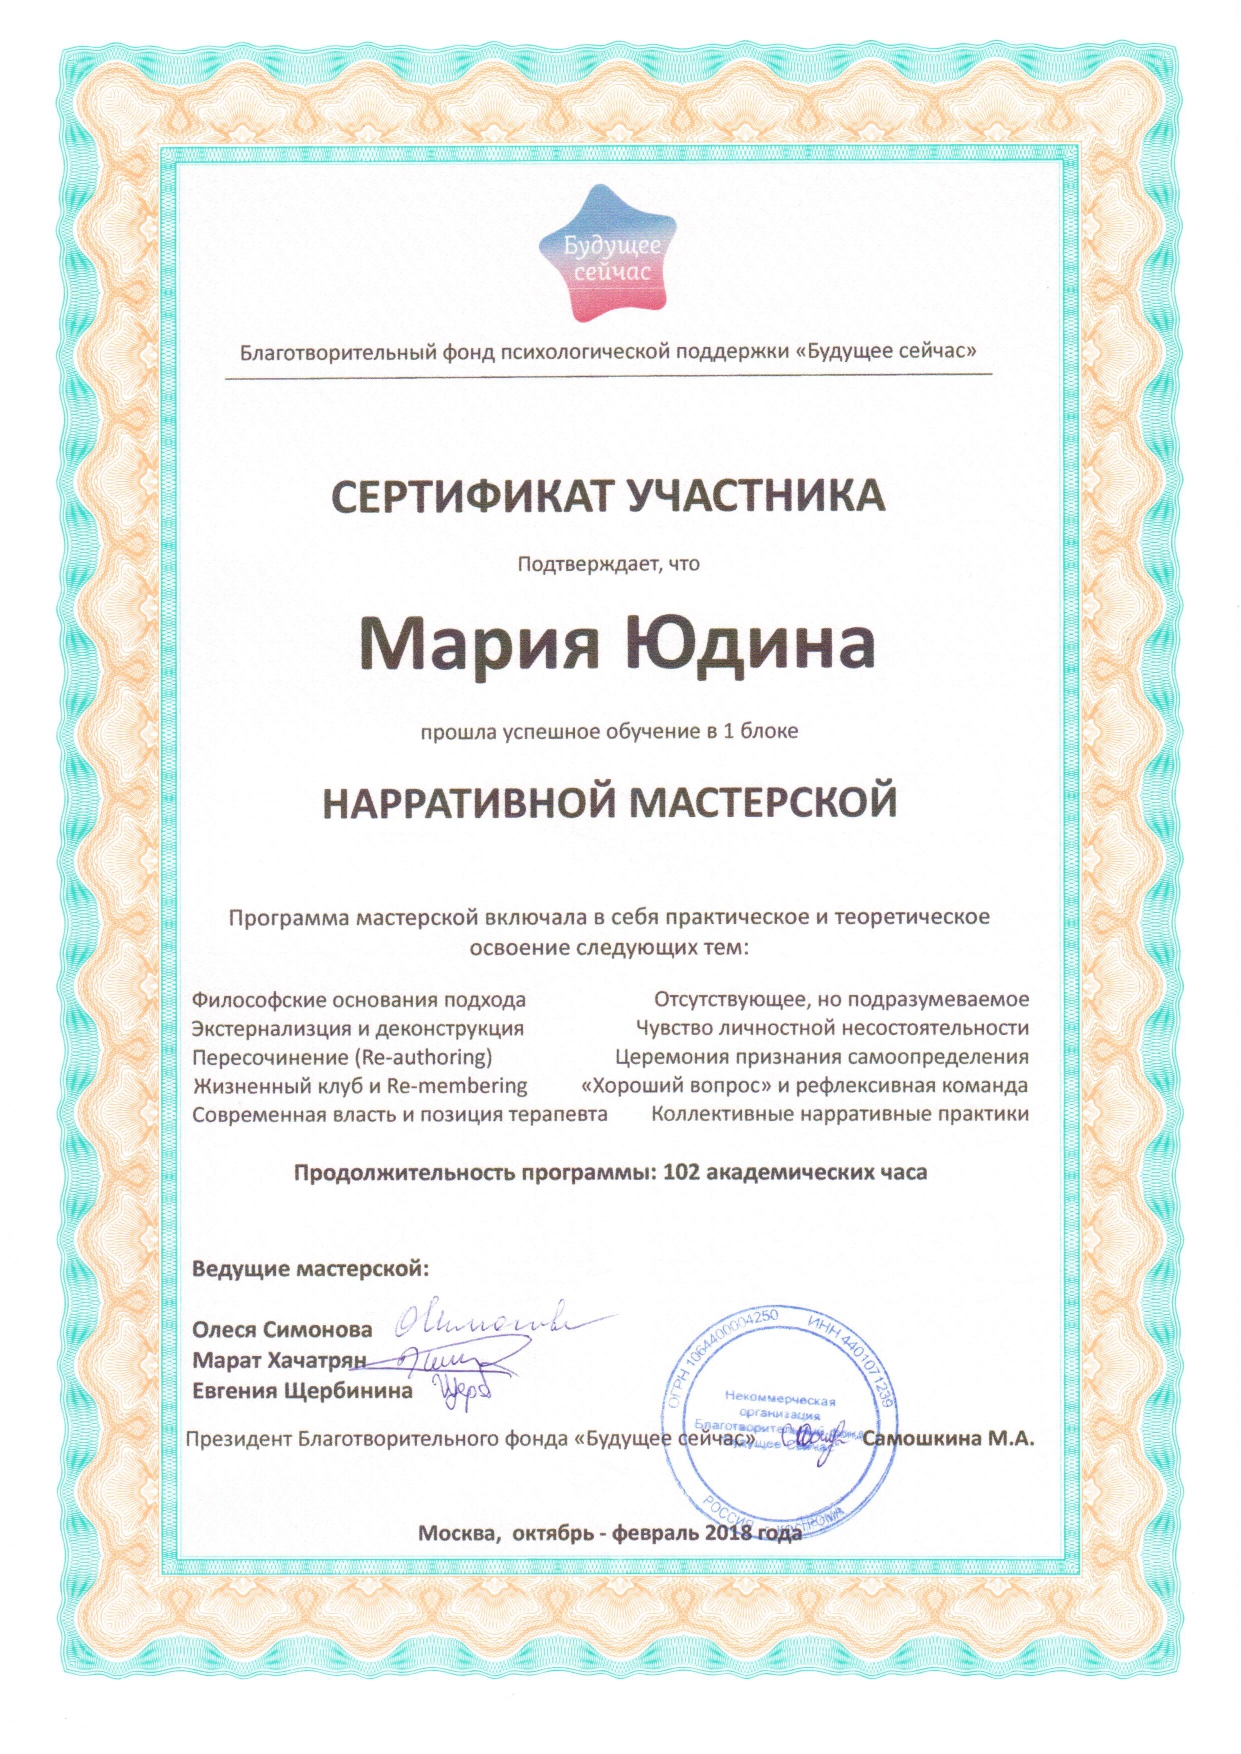 Будущее
сейчас
Благотворительный фонд психологической поддержки «Будущее сейчас»
СЕРТИФИКАТ УЧАСТНИКА
Подтверждает, что
Мария Юдина
прошла успешное обучение в 1 блоке
НАРРАТИВНОЙ МАСТЕРСКОЙ
Программа мастерской включала в себя практическое и теоретическое
освоение следующих тем:
Философские основания подхода
Экстернализция и деконструкция
Пересочинение (Re-authoring)
Жизненный клуб и Re-membering
Современная власть и позиция терапевта
Отсутствующее, но подразумеваемое
Чувство личностной несостоятельности
Церемония признания самоопределения
«Хороший вопрос» и рефлексивная команда
Коллективные нарративные практики
Продолжительность программы: 102 академических часа
Ведущие мастерской:
Олеся Симонова
Марат Хачатрян
Евгения Щербинина
Президент Благотворительного фонда «Будущее сейчас» Самошкина М.А.
ОГРН 1064400004250 ИНН 4401071239
Некоммерческая
организация
Благотворительный фонд
Будущее Сейчас
РОССИЯ
Москва, октябрь - февраль 2018 года